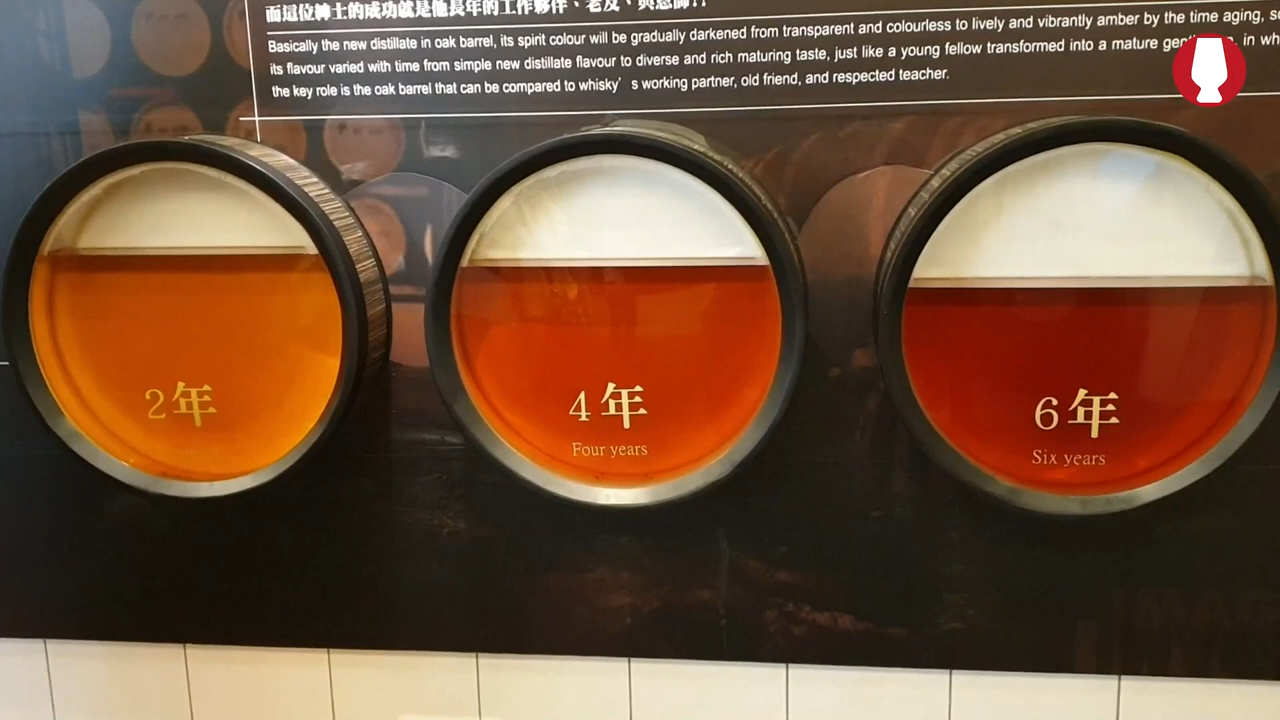 而這位紳士的成功就是他長年的工作夥伴、老友、與恩師!!
Basically the new distillate in oak barrel, its spirit colour will be gradually darkened from transparent and colourless to lively and vibrantly amber by the time aging, s
its flavour varied with time from simple new distillate flavour to diverse and rich maturing taste, just like a young fellow transformed into a mature in wh
the key role is the oak barrel that can be compared to whisky's working partner, old friend, and respected teacher.
2年
4年
Four years
6年
Six years